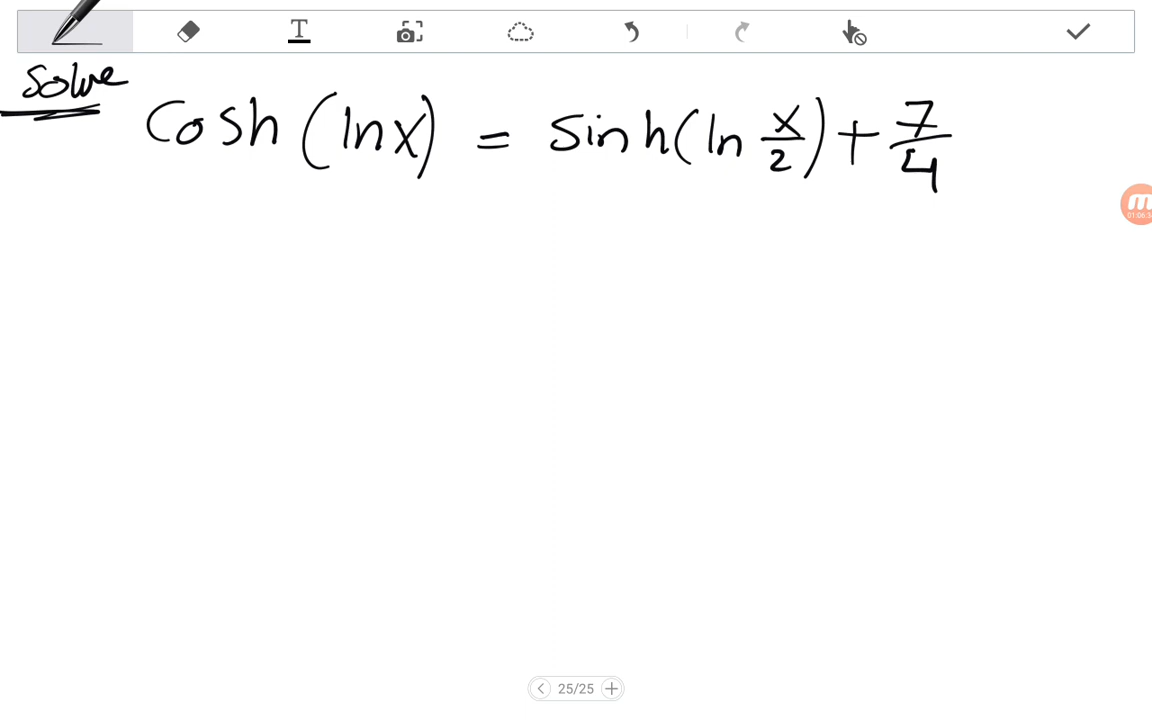 T
Solve
Cosh (ln x) = Sinh(ln x/2) + 7/4
m
25/25